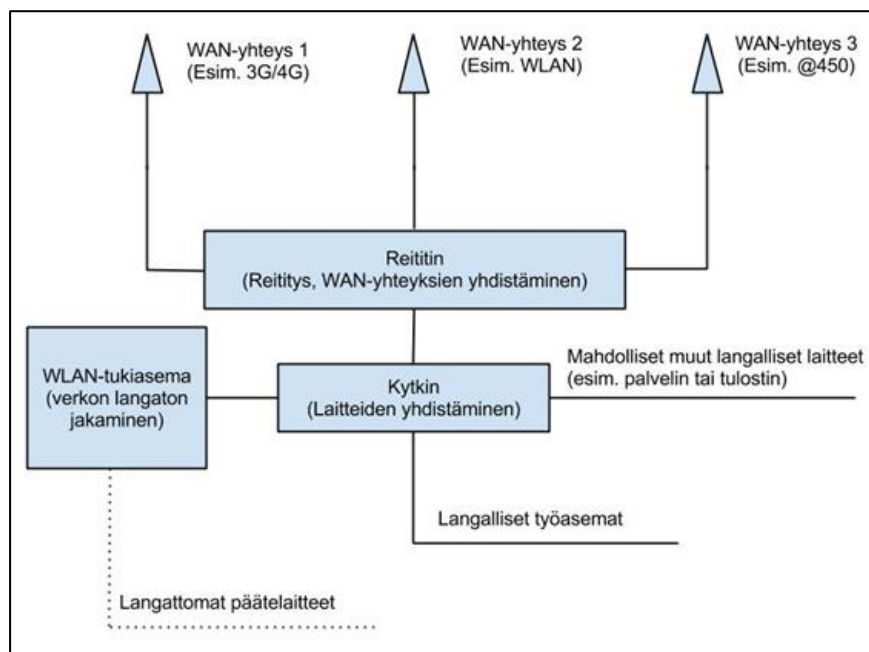 WAN-yhteys 1
(Esim. 3G/4G)
WAN-yhteys 2
(Esim. WLAN)
WAN-yhteys 3
(Esim. @450)
Reititin
(Reititys, WAN-yhteyksien yhdistäminen)
WLAN-tukiasema
(verkon langaton
jakaminen)
Kytkin
(Laitteiden yhdistäminen)
Mahdolliset muut langalliset laitteet
(esim. palvelin tai tulostin)
Langalliset työasemat
Langattomat päätelaitteet